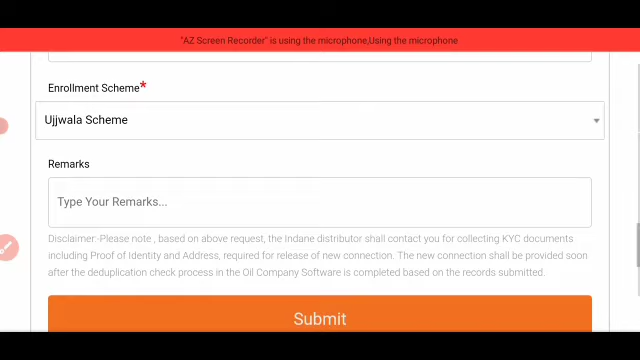 "AZ Screen Recorder" is using the microphone,Using the microphone
Enrollment Scheme*
Ujjwala Scheme
Remarks
Type Your Remarks...
Disclaimer:-Please note , based on above request, the Indane distributor shall contact you for collecting KYC documents
including Proof of Identity and Address, required for release of new connection. The new connection shall be provided soon
after the deduplication check process in the Oil Company Software is completed based on the records submitted.
Submit